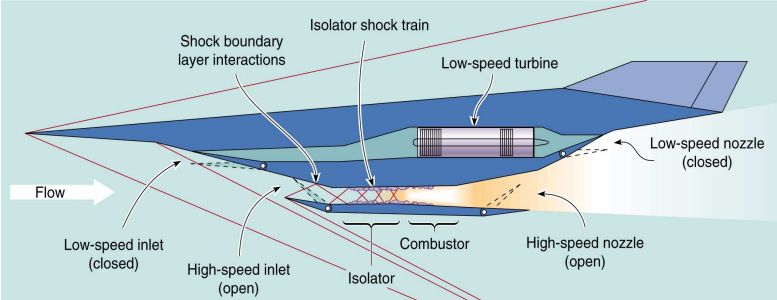 Isolator shock train
Shock boundary
layer interactions
Low-speed turbine
Low-speed nozzle
(closed)
Flow
Low-speed inlet
(closed)
High-speed inlet
(open)
Isolator
Combustor
High-speed nozzle
(open)